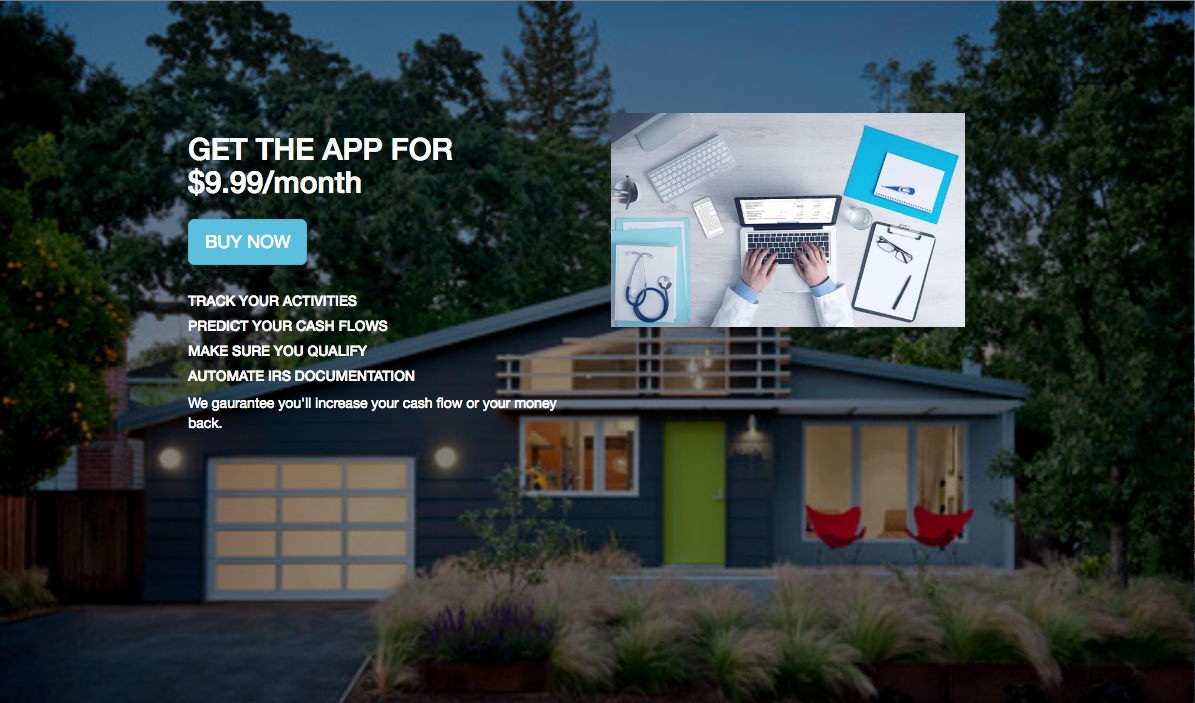 GET THE APP FOR
$9.99/month
BUY NOW
TRACK YOUR ACTIVITIES
PREDICT YOUR CASH FLOWS
MAKE SURE YOU QUALIFY
AUTOMATE IRS DOCUMENTATION
We gaurantee you'll increase your cash flow or your money
back.